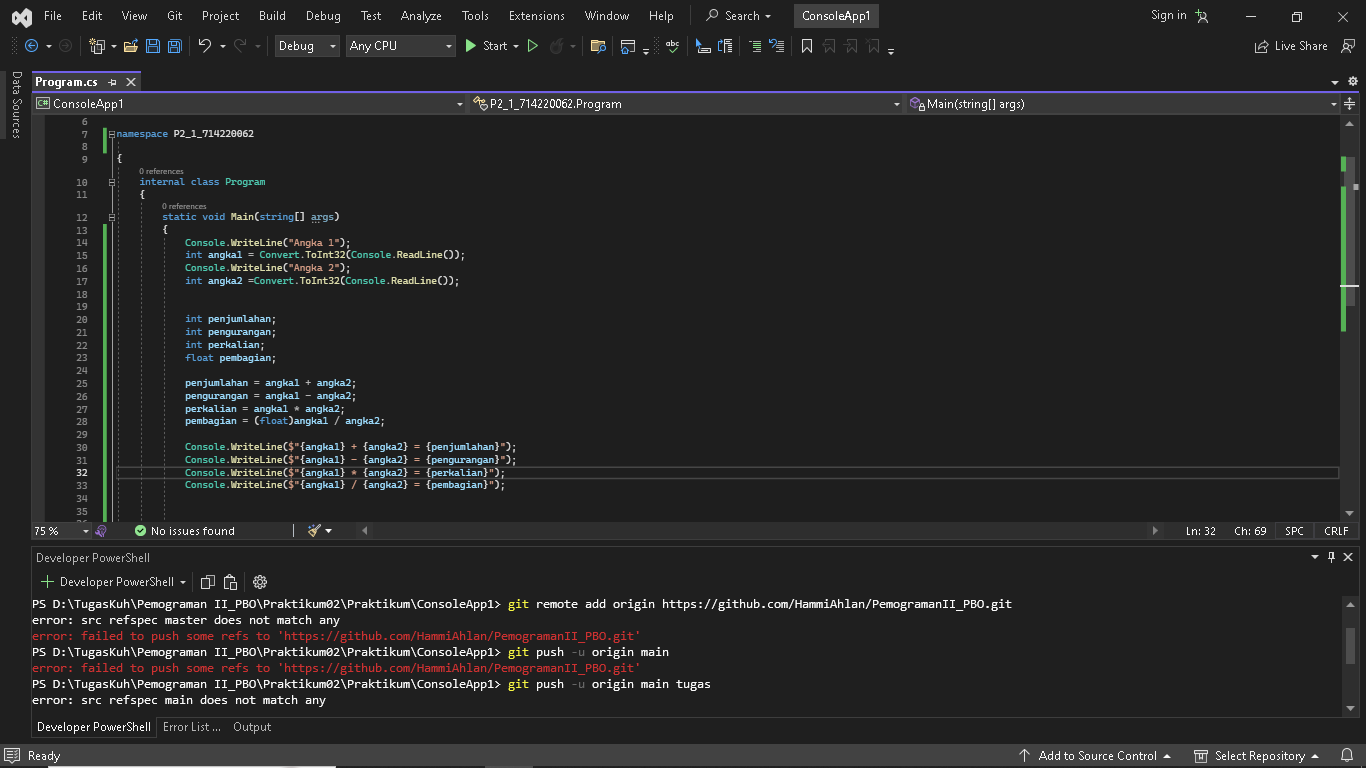 File Edit View Git Project Build Debug Test Analyze Tools Extensions Window Help Search ConsoleApp1 Sign in
Debug Any CPU Start abc Live Share
Data Sources
Program.cs
C# ConsoleApp1 P2_1_714220062.Program Main(string[] args)
6
7 namespace P2_1_714220062
8
9 {
0 references
10 internal class Program
11 {
0 references
12 static void Main(string[] args)
13 {
14 Console.WriteLine("Angka 1");
15 int angka1 = Convert.ToInt32(Console.ReadLine());
16 Console.WriteLine("Angka 2");
17 int angka2 =Convert.ToInt32(Console.ReadLine());
18
19
20 int penjumlahan;
21 int pengurangan;
22 int perkalian;
23 float pembagian;
24
25 penjumlahan = angka1 + angka2;
26 pengurangan = angka1 - angka2;
27 perkalian = angka1 * angka2;
28 pembagian = (float)angka1 / angka2;
29
30 Console.WriteLine($"{angka1} + {angka2} = {penjumlahan}");
31 Console.WriteLine($"{angka1} - {angka2} = {pengurangan}");
32 Console.WriteLine($"{angka1} * {angka2} = {perkalian}");
33 Console.WriteLine($"{angka1} / {angka2} = {pembagian}");
34
35
75 % No issues found Ln: 32 Ch: 69 SPC CRLF
Developer PowerShell
Developer PowerShell
PS D:\TugasKuh\Pemograman II_PBO\Praktikum02\Praktikum\ConsoleApp1> git remote add origin https://github.com/HammiAhlan/PemogramanII_PBO.git
error: src refspec master does not match any
error: failed to push some refs to 'https://github.com/HammiAhlan/PemogramanII_PBO.git'
PS D:\TugasKuh\Pemograman II_PBO\Praktikum02\Praktikum\ConsoleApp1> git push -u origin main
error: failed to push some refs to 'https://github.com/HammiAhlan/PemogramanII_PBO.git'
PS D:\TugasKuh\Pemograman II_PBO\Praktikum02\Praktikum\ConsoleApp1> git push -u origin main tugas
error: src refspec main does not match any
Developer PowerShell Error List ... Output
Ready Add to Source Control Select Repository